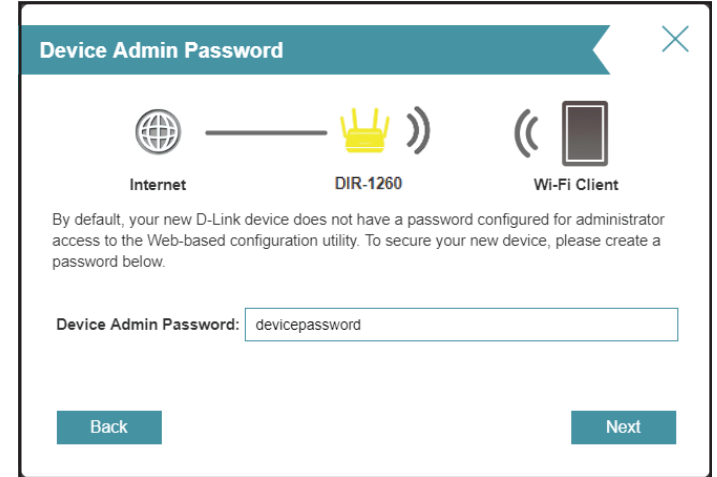 Device Admin Password
Internet
DIR-1260
Wi-Fi Client
By default, your new D-Link device does not have a password configured for administrator
access to the Web-based configuration utility. To secure your new device, please create a
password below.
Device Admin Password: devicepassword
Back
Next